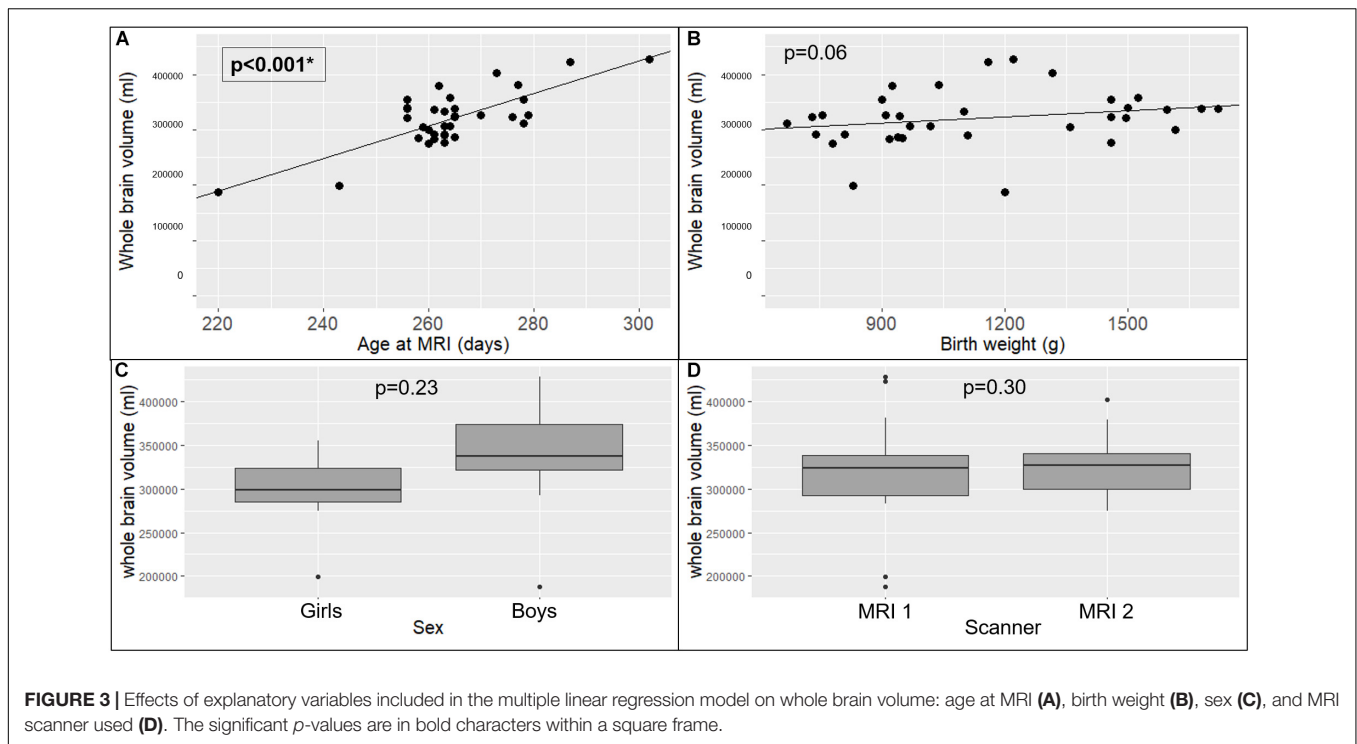 A
p<0.001*
Whole brain volume (ml)
400000
300000
200000
100000
0
220 240 260 280 300
Age at MRI (days)
B
p=0.06
Whole brain volume (ml)
400000
300000
200000
100000
0
900 1200 1500
Birth weight (g)
C
p=0.23
whole brain volume (ml)
400000
350000
300000
250000
200000
Girls Boys
Sex
D
p=0.30
whole brain volume (ml)
400000
350000
300000
250000
200000
MRI 1 MRI 2
Scanner
FIGURE 3 | Effects of explanatory variables included in the multiple linear regression model on whole brain volume: age at MRI (A), birth weight (B), sex (C), and MRI
scanner used (D). The significant p-values are in bold characters within a square frame.